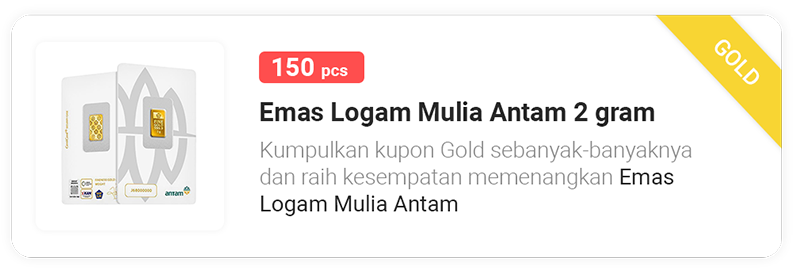 GOLD
150 pcs
Emas Logam Mulia Antam 2 gram
Kumpulkan kupon Gold sebanyak-banyaknya
dan raih kesempatan memenangkan Emas
Logam Mulia Antam
antam